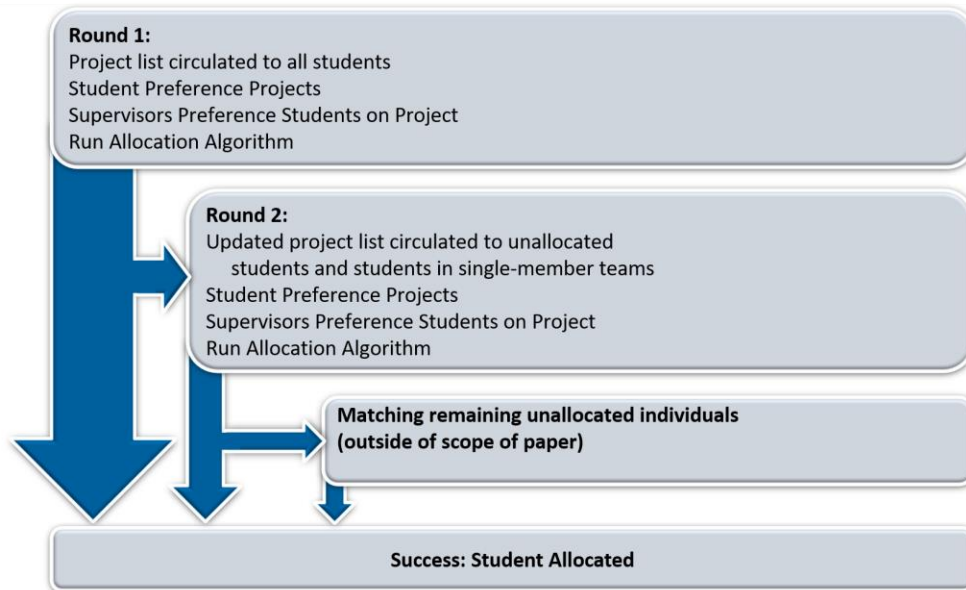 Round 1:
Project list circulated to all students
Student Preference Projects
Supervisors Preference Students on Project
Run Allocation Algorithm
Round 2:
Updated project list circulated to unallocated
students and students in single-member teams
Student Preference Projects
Supervisors Preference Students on Project
Run Allocation Algorithm
Matching remaining unallocated individuals
(outside of scope of paper)
Success: Student Allocated